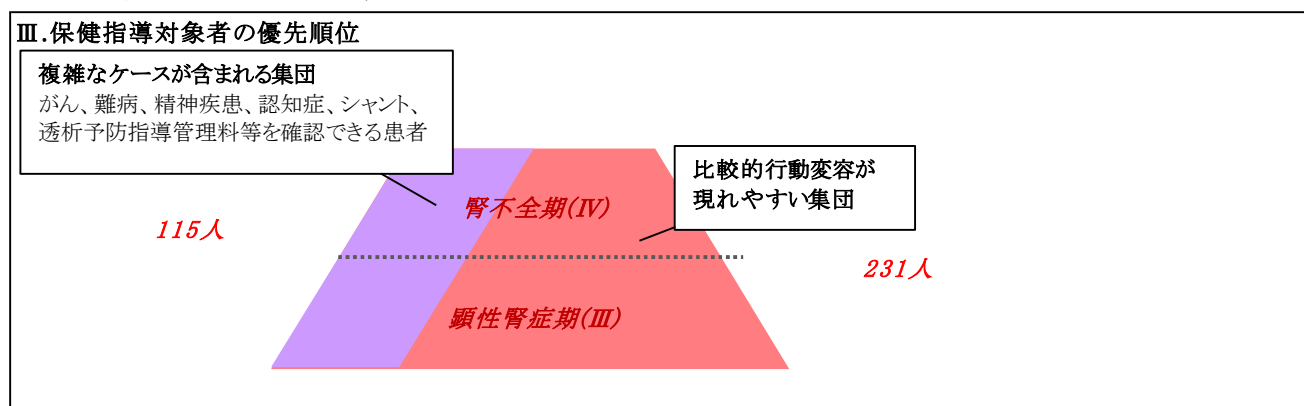 Ⅲ.保健指導対象者の優先順位
複雑なケースが含まれる集団
がん、難病、精神疾患、認知症、シャント、
透析予防指導管理料等を確認できる患者
比較的行動変容が
現れやすい集団
腎不全期(Ⅳ)
115人
231人
顕性腎症期(Ⅲ)